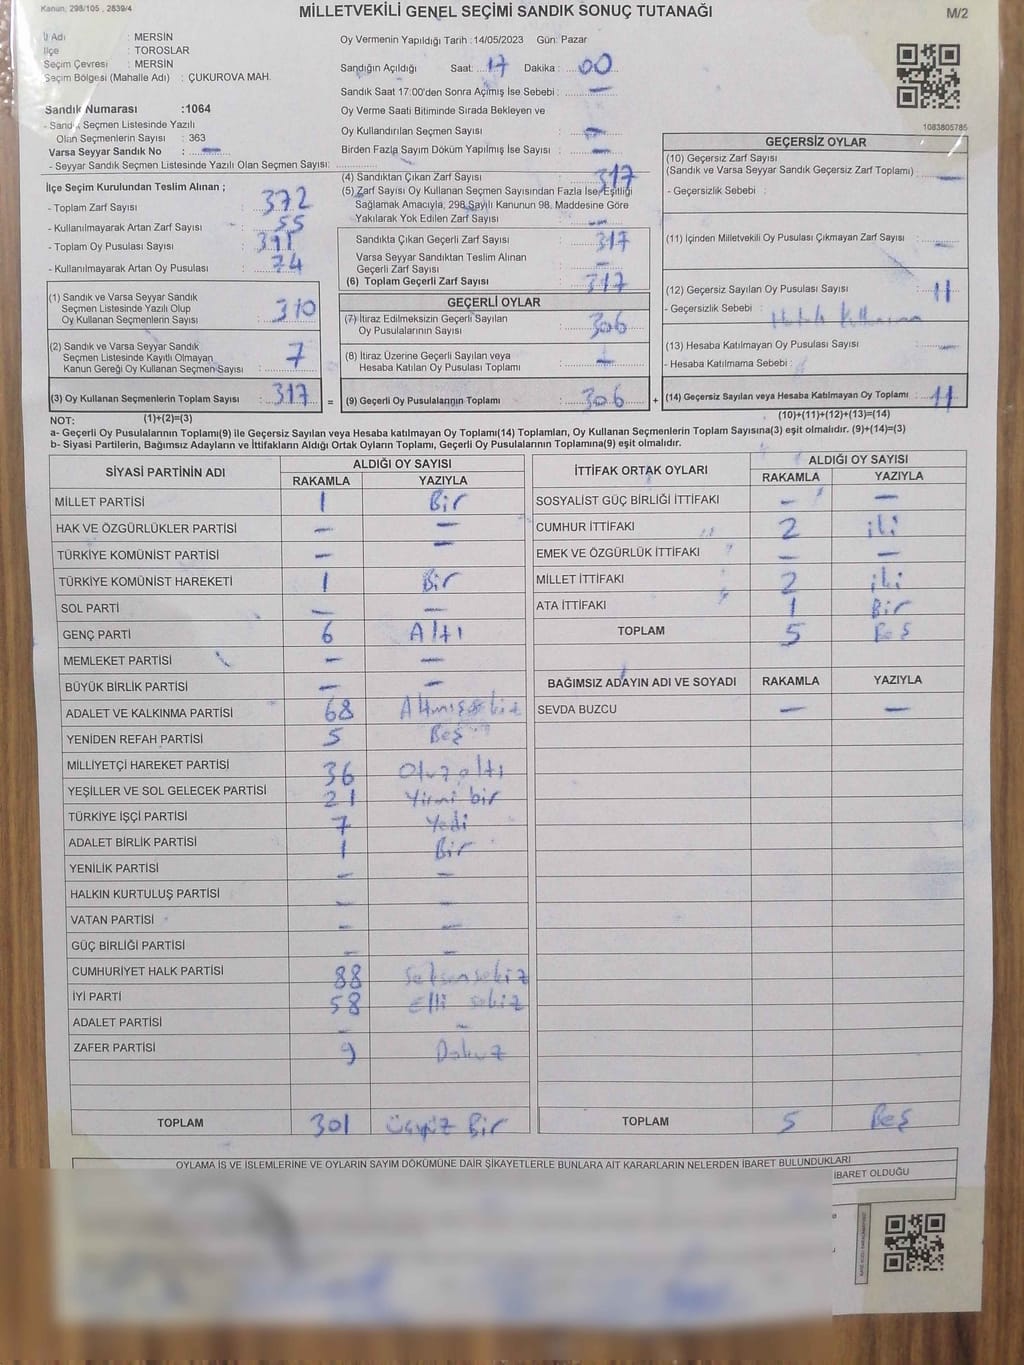 Kanun, 298/105 , 2839/4
MİLLETVEKİLİ GENEL SEÇİMİ SANDIK SONUÇ TUTANAĞI
M/2
İl Adı : MERSİN
İlçe : TOROSLAR
Seçim Çevresi : MERSİN
Seçim Bölgesi (Mahalle Adı) : ÇUKUROVA MAH.
Sandık Numarası :1064
- Sandık Seçmen Listesinde Yazılı
Olan Seçmenlerin Sayısı : 363
Varsa Seyyar Sandık No : —
- Seyyar Sandık Seçmen Listesinde Yazılı Olan Seçmen Sayısı:
Oy Vermenin Yapıldığı Tarih :14/05/2023 Gün: Pazar
Sandığın Açıldığı Saat: 17 Dakika : 00
Sandık Saat 17:00'den Sonra Açımış İse Sebebi : —
Oy Verme Saati Bitiminde Sırada Bekleyen ve
Oy Kullandırılan Seçmen Sayısı : —
Birden Fazla Sayım Döküm Yapılmış İse Sayısı : —
1083805785
İlçe Seçim Kurulundan Teslim Alınan ;
- Toplam Zarf Sayısı : 372
- Kullanılmayarak Artan Zarf Sayısı : 55
- Toplam Oy Pusulası Sayısı : 391
- Kullanılmayarak Artan Oy Pusulası : 74
(1) Sandık ve Varsa Seyyar Sandık
Seçmen Listesinde Yazılı Olup
Oy Kullanan Seçmenlerin Sayısı : 310
(2) Sandık ve Varsa Seyyar Sandık
Seçmen Listesinde Kayıtlı Olmayan
Kanun Gereği Oy Kullanan Seçmen Sayısı : 7
(3) Oy Kullanan Seçmenlerin Toplam Sayısı : 317
(4) Sandıktan Çıkan Zarf Sayısı : 317
(5) Zarf Sayısı Oy Kullanan Seçmen Sayısından Fazla İse, Eşitliği
Sağlamak Amacıyla, 298 Sayılı Kanunun 98. Maddesine Göre
Yakılarak Yok Edilen Zarf Sayısı : —
Sandıkta Çıkan Geçerli Zarf Sayısı : 317
Varsa Seyyar Sandıktan Teslim Alınan
Geçerli Zarf Sayısı : —
(6) Toplam Geçerli Zarf Sayısı : 317
GEÇERLİ OYLAR
(7) İtiraz Edilmeksizin Geçerli Sayılan
Oy Pusulalarının Sayısı : 306
(8) İtiraz Üzerine Geçerli Sayılan veya
Hesaba Katılan Oy Pusulası Toplamı : —
= (9) Geçerli Oy Pusulalarının Toplamı : 306
GEÇERSİZ OYLAR
(10) Geçersiz Zarf Sayısı
(Sandık ve Varsa Seyyar Sandık Geçersiz Zarf Toplamı) : —
- Geçersizlik Sebebi :
(11) İçinden Milletvekili Oy Pusulası Çıkmayan Zarf Sayısı : —
(12) Geçersiz Sayılan Oy Pusulası Sayısı : 11
- Geçersizlik Sebebi :
(13) Hesaba Katılmayan Oy Pusulası Sayısı : —
- Hesaba Katılmama Sebebi :
+ (14) Geçersiz Sayılan veya Hesaba Katılmayan Oy Toplamı : 11
NOT: (1)+(2)=(3)
(10)+(11)+(12)+(13)=(14)
a- Geçerli Oy Pusulalarının Toplamı(9) ile Geçersiz Sayılan veya Hesaba katılmayan Oy Toplamı(14) Toplamları, Oy Kullanan Seçmenlerin Toplam Sayısına(3) eşit olmalıdır. (9)+(14)=(3)
b- Siyasi Partilerin, Bağımsız Adayların ve İttifakların Aldığı Ortak Oyların Toplamı, Geçerli Oy Pusulalarının Toplamına(9) eşit olmalıdır.
SİYASİ PARTİNİN ADI
ALDIĞI OY SAYISI
RAKAMLA YAZIYLA
MİLLET PARTİSİ 1 Bir
HAK VE ÖZGÜRLÜKLER PARTİSİ — —
TÜRKİYE KOMÜNİST PARTİSİ — —
TÜRKİYE KOMÜNİST HAREKETİ 1 Bir
SOL PARTİ — —
GENÇ PARTİ 6 Altı
MEMLEKET PARTİSİ — —
BÜYÜK BİRLİK PARTİSİ — —
ADALET VE KALKINMA PARTİSİ 68 Altmışsekiz
YENİDEN REFAH PARTİSİ 5 Beş
MİLLİYETÇİ HAREKET PARTİSİ 36 Otuzaltı
YEŞİLLER VE SOL GELECEK PARTİSİ 21 Yirmi bir
TÜRKİYE İŞÇİ PARTİSİ 7 Yedi
ADALET BİRLİK PARTİSİ 1 Bir
YENİLİK PARTİSİ — —
HALKIN KURTULUŞ PARTİSİ — —
VATAN PARTİSİ — —
GÜÇ BİRLİĞİ PARTİSİ — —
CUMHURİYET HALK PARTİSİ 88 Seksensekiz
İYİ PARTİ 58 Elli sekiz
ADALET PARTİSİ — —
ZAFER PARTİSİ 9 Dokuz
TOPLAM 301 Üçyüz Bir
İTTİFAK ORTAK OYLARI
ALDIĞI OY SAYISI
RAKAMLA YAZIYLA
SOSYALİST GÜÇ BİRLİĞİ İTTİFAKI — —
CUMHUR İTTİFAKI 2 iki
EMEK VE ÖZGÜRLÜK İTTİFAKI — —
MİLLET İTTİFAKI 2 iki
ATA İTTİFAKI 1 Bir
TOPLAM 5 Beş
BAĞIMSIZ ADAYIN ADI VE SOYADI RAKAMLA YAZIYLA
SEVDA BUZCU — —
TOPLAM 5 Beş
OYLAMA İŞ VE İŞLEMLERİNE VE OYLARIN SAYIM DÖKÜMÜNE DAİR ŞİKAYETLERLE BUNLARA AİT KARARLARIN NELERDEN İBARET BULUNDUKLARI
İBARET OLDUĞU